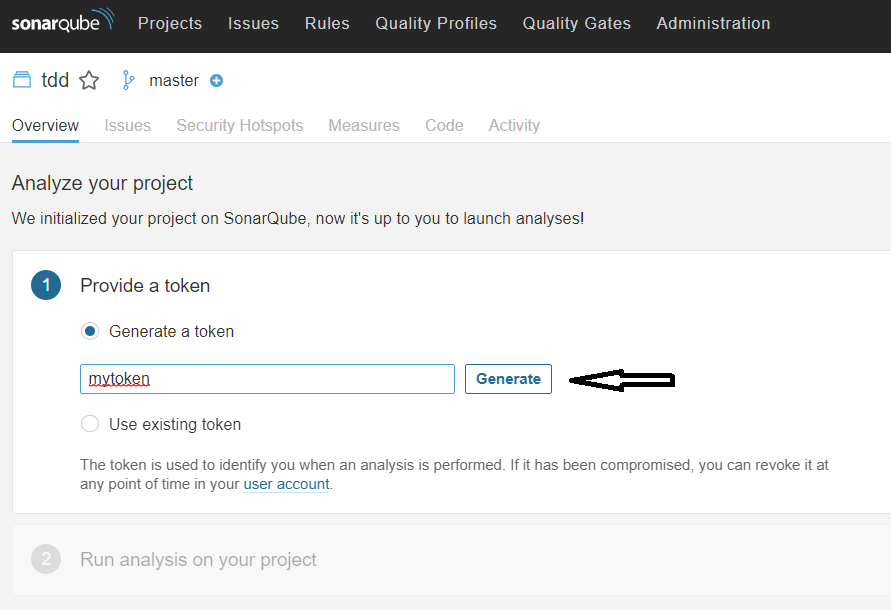 sonarqube Projects Issues Rules Quality Profiles Quality Gates Administration
tdd master
Overview Issues Security Hotspots Measures Code Activity
Analyze your project
We initialized your project on SonarQube, now it's up to you to launch analyses!
1 Provide a token
Generate a token
mytoken Generate
Use existing token
The token is used to identify you when an analysis is performed. If it has been compromised, you can revoke it at
any point of time in your user account.
2 Run analysis on your project